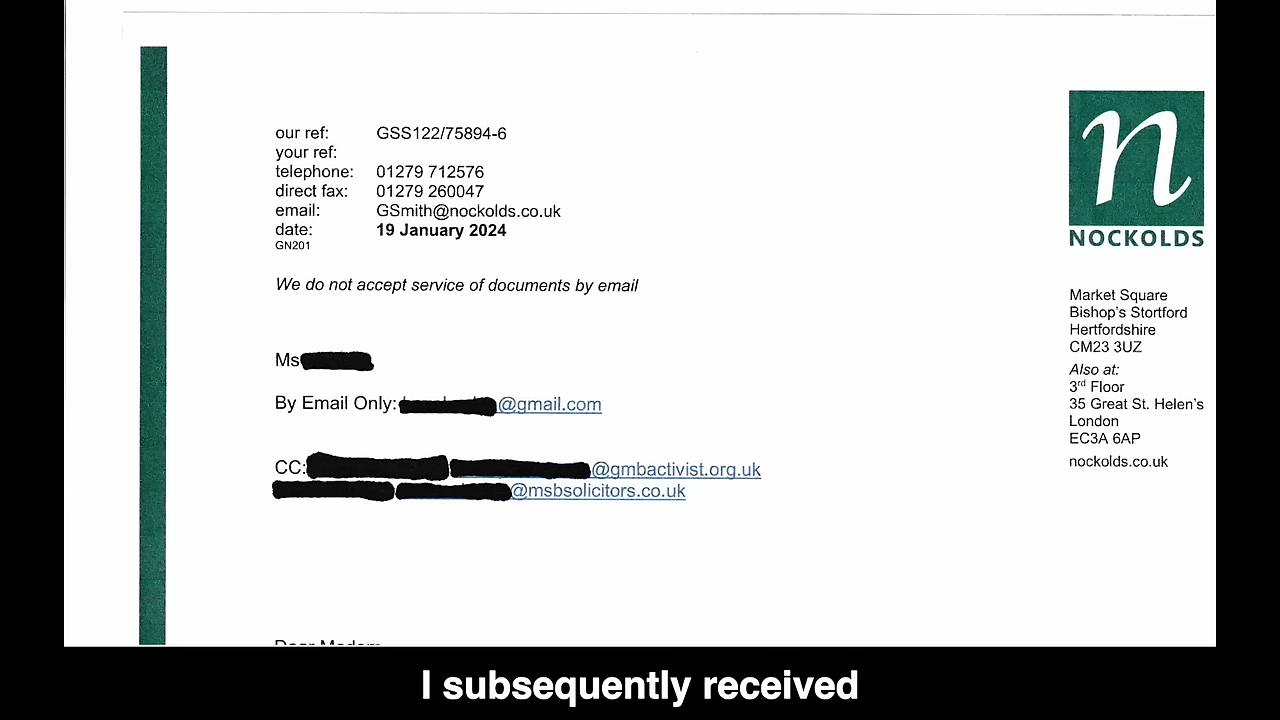 our ref: GSS122/75894-6
your ref:
telephone: 01279 712576
direct fax: 01279 260047
email: GSmith@nockolds.co.uk
date: 19 January 2024
GN201
We do not accept service of documents by email
Ms
By Email Only: @gmail.com
CC: @gmbactivist.org.uk
@msbsolicitors.co.uk
n
NOCKOLDS
Market Square
Bishop's Stortford
Hertfordshire
CM23 3UZ
Also at:
3rd Floor
35 Great St. Helen's
London
EC3A 6AP
nockolds.co.uk
I subsequently received